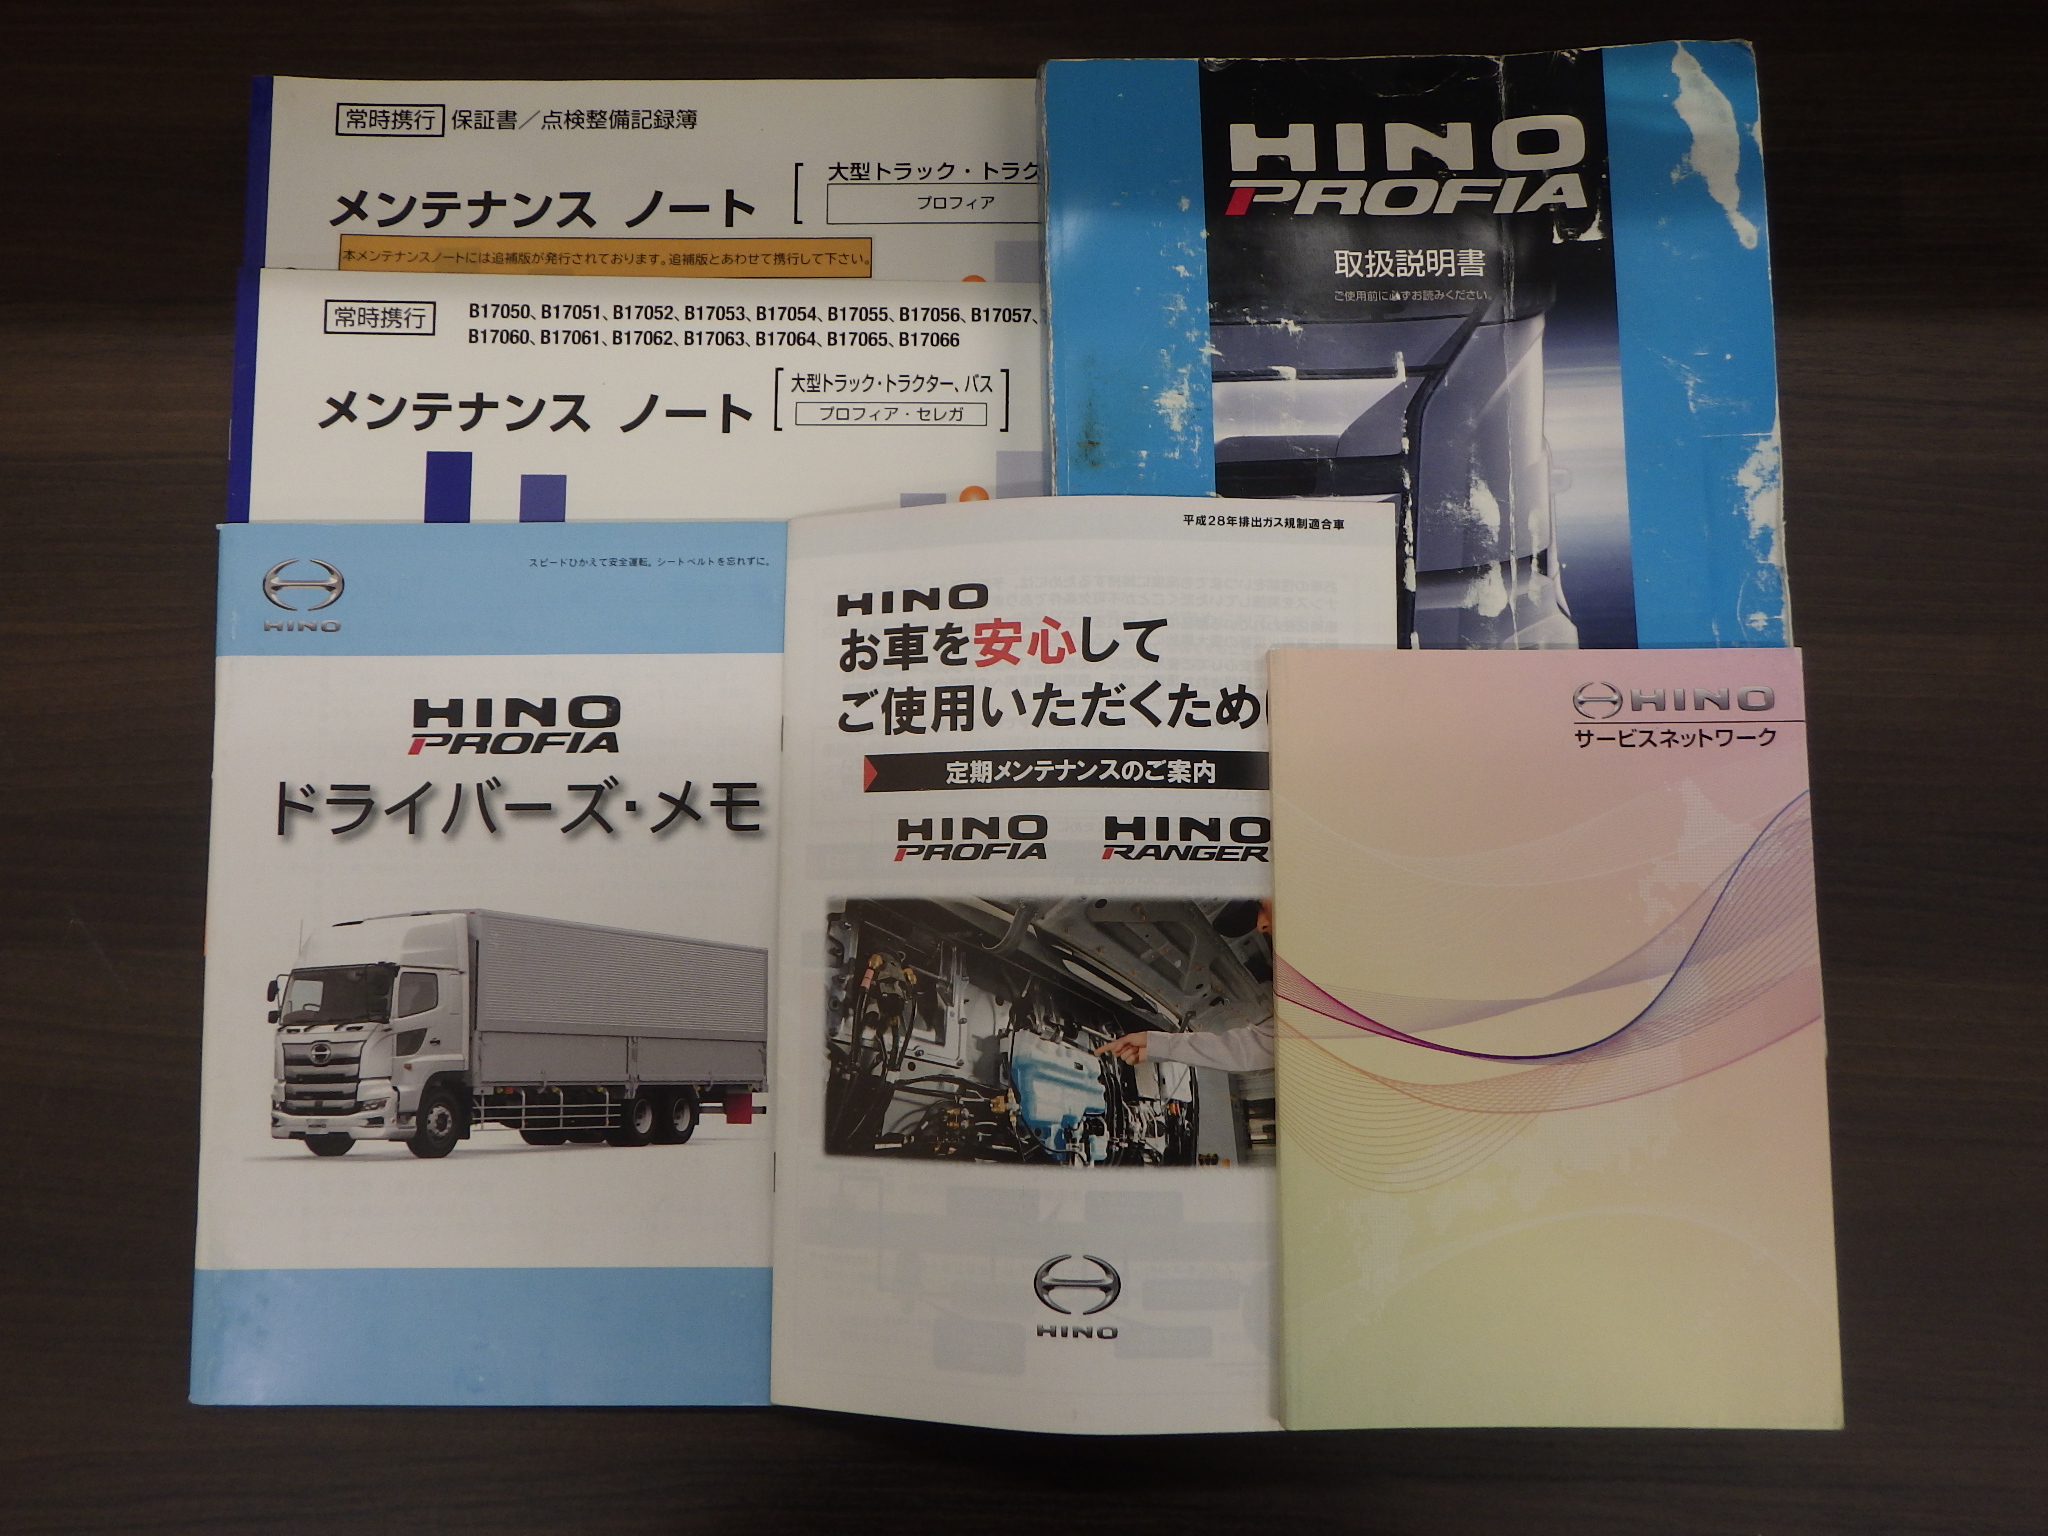 常時携行 保証書／点検整備記録簿
メンテナンス ノート
大型トラック・トラク
プロフィア
本メンテナンスノートには追補版が発行されております。追補版とあわせて携行して下さい。
常時携行
B17050、B17051、B17052、B17053、B17054、B17055、B17056、B17057、
B17060、B17061、B17062、B17063、B17064、B17065、B17066
メンテナンス ノート
大型トラック・トラクター、バス
プロフィア・セレガ
HINO
PROFIA
取扱説明書
ご使用前に必ずお読みください。
HINO
スピードひかえて安全運転。シートベルトを忘れずに。
HINO
PROFIA
ドライバーズ・メモ
平成28年排出ガス規制適合車
HINO
お車を安心して
ご使用いただくため
定期メンテナンスのご案内
HINO
PROFIA
HINO
RANGER
HINO
HINO
サービスネットワーク